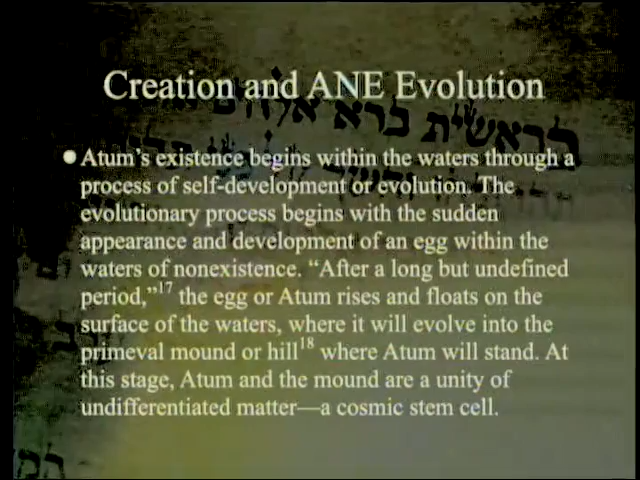 Creation and ANE Evolution
בראשית ברא אלהים
• Atum's existence begins within the waters through a
process of self-development or evolution. The
evolutionary process begins with the sudden
appearance and development of an egg within the
waters of nonexistence. “After a long but undefined
period,”17 the egg or Atum rises and floats on the
surface of the waters, where it will evolve into the
primeval mound or hill18 where Atum will stand. At
this stage, Atum and the mound are a unity of
undifferentiated matter—a cosmic stem cell.